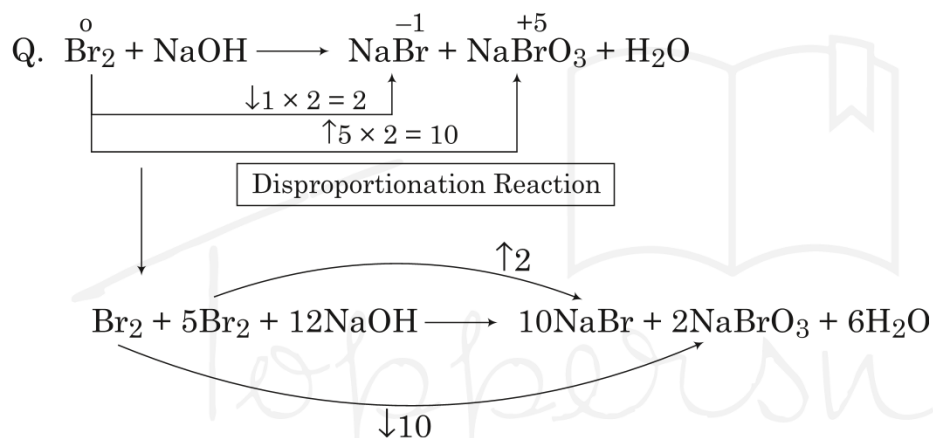 o −1 +5
Q. Br₂ + NaOH ⟶ NaBr + NaBrO₃ + H₂O
↓1 × 2 = 2
↑5 × 2 = 10
Disproportionation Reaction
↑2
Br₂ + 5Br₂ + 12NaOH ⟶ 10NaBr + 2NaBrO₃ + 6H₂O
↓10